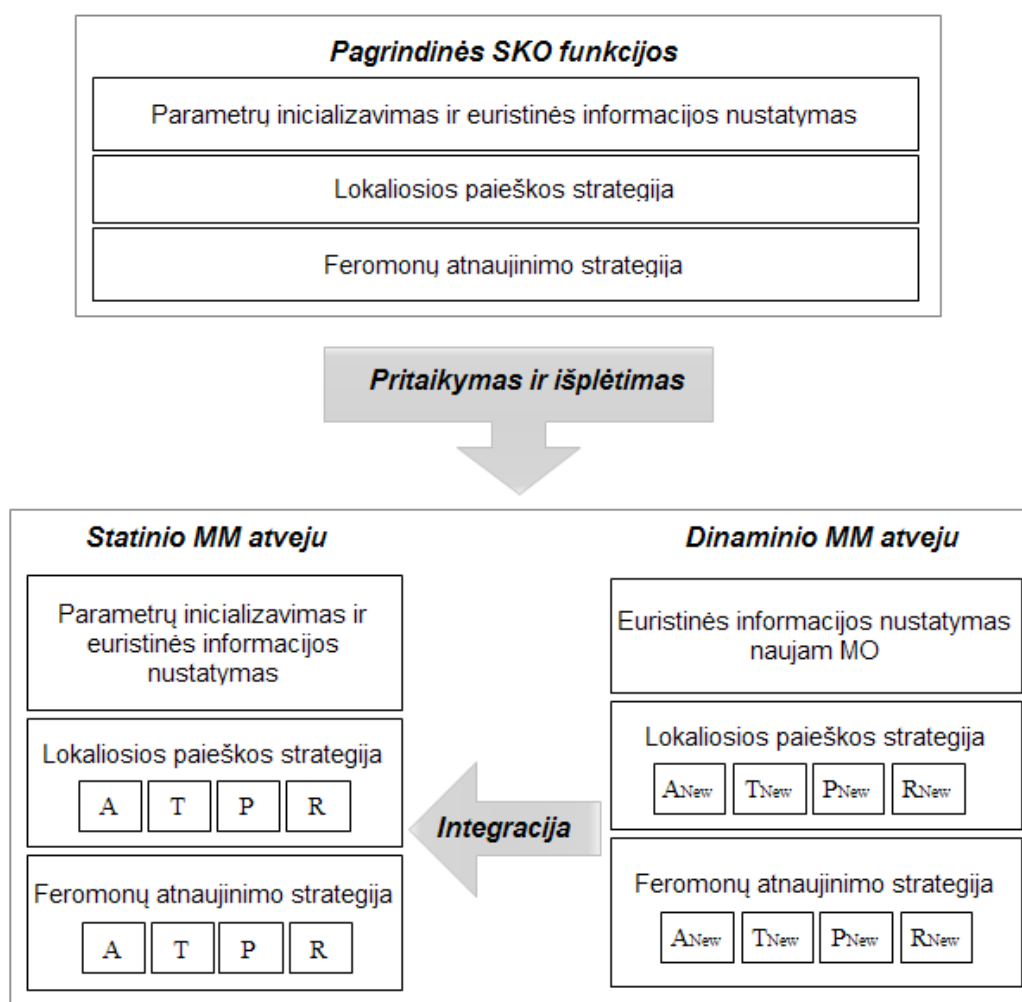 Pagrindinės SKO funkcijos
Parametrų inicializavimas ir euristinės informacijos nustatymas
Lokaliosios paieškos strategija
Feromonų atnaujinimo strategija
Pritaikymas ir išplėtimas
Statinio MM atveju
Parametrų inicializavimas ir
euristinės informacijos
nustatymas
Lokaliosios paieškos strategija
A T P R
Feromonų atnaujinimo strategija
A T P R
Integracija
Dinaminio MM atveju
Euristinės informacijos nustatymas
naujam MO
Lokaliosios paieškos strategija
ANew TNew PNew RNew
Feromonų atnaujinimo strategija
ANew TNew PNew RNew